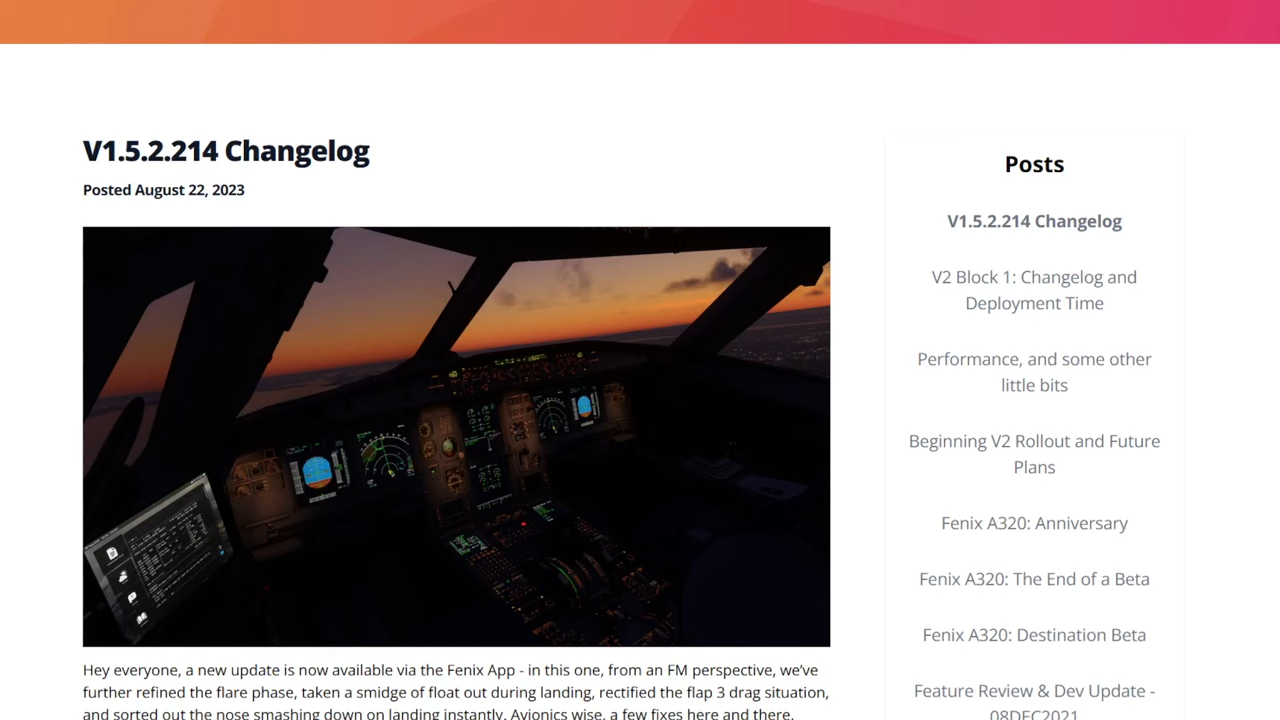 V1.5.2.214 Changelog
Posted August 22, 2023
Hey everyone, a new update is now available via the Fenix App - in this one, from an FM perspective, we've
further refined the flare phase, taken a smidge of float out during landing, rectified the flap 3 drag situation,
and sorted out the nose smashing down on landing instantly. Avionics wise, a few fixes here and there.
Posts
V1.5.2.214 Changelog
V2 Block 1: Changelog and
Deployment Time
Performance, and some other
little bits
Beginning V2 Rollout and Future
Plans
Fenix A320: Anniversary
Fenix A320: The End of a Beta
Fenix A320: Destination Beta
Feature Review & Dev Update -
08DEC2021